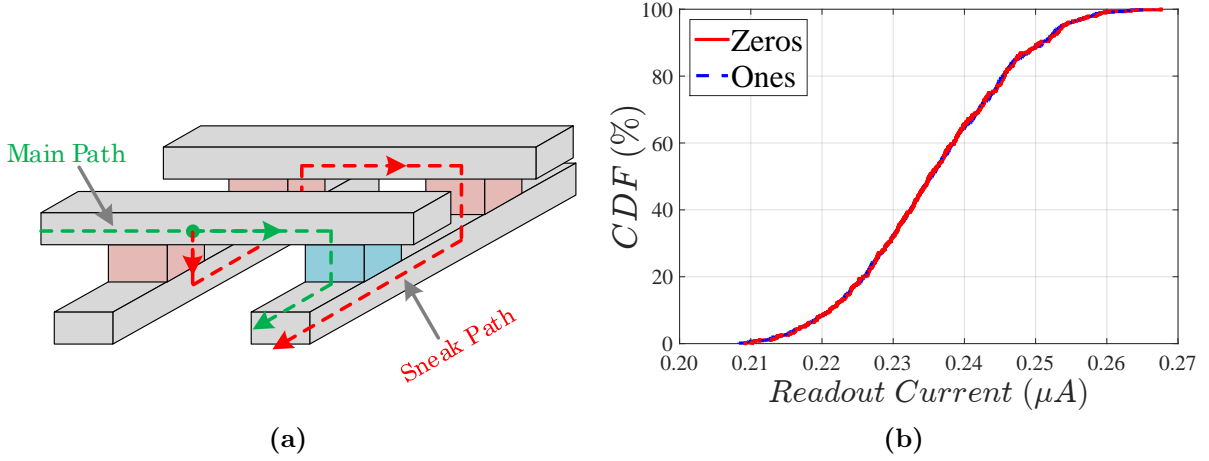 Main Path
Sneak Path
(a)
100
80
60
40
20
0
CDF (%)
Zeros
Ones
0.20 0.21 0.22 0.23 0.24 0.25 0.26 0.27
Readout Current (μA)
(b)